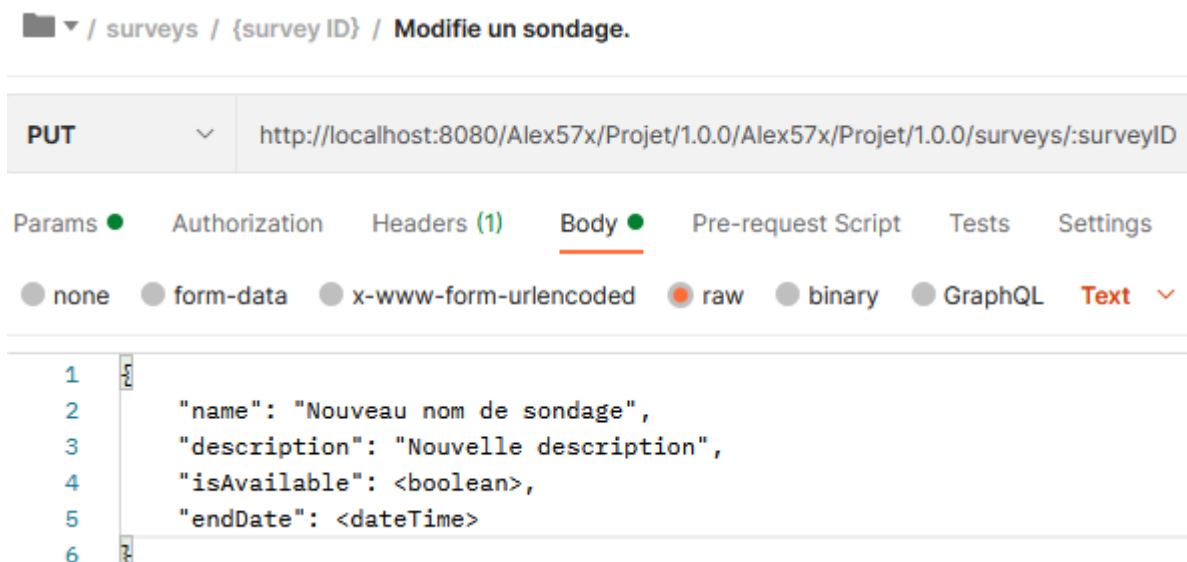 / surveys / {survey ID} / Modifie un sondage.
PUT http://localhost:8080/Alex57x/Projet/1.0.0/Alex57x/Projet/1.0.0/surveys/:surveyID
Params Authorization Headers (1) Body Pre-request Script Tests Settings
none form-data x-www-form-urlencoded raw binary GraphQL Text
1 {
2 "name": "Nouveau nom de sondage",
3 "description": "Nouvelle description",
4 "isAvailable": <boolean>,
5 "endDate": <dateTime>
6 }